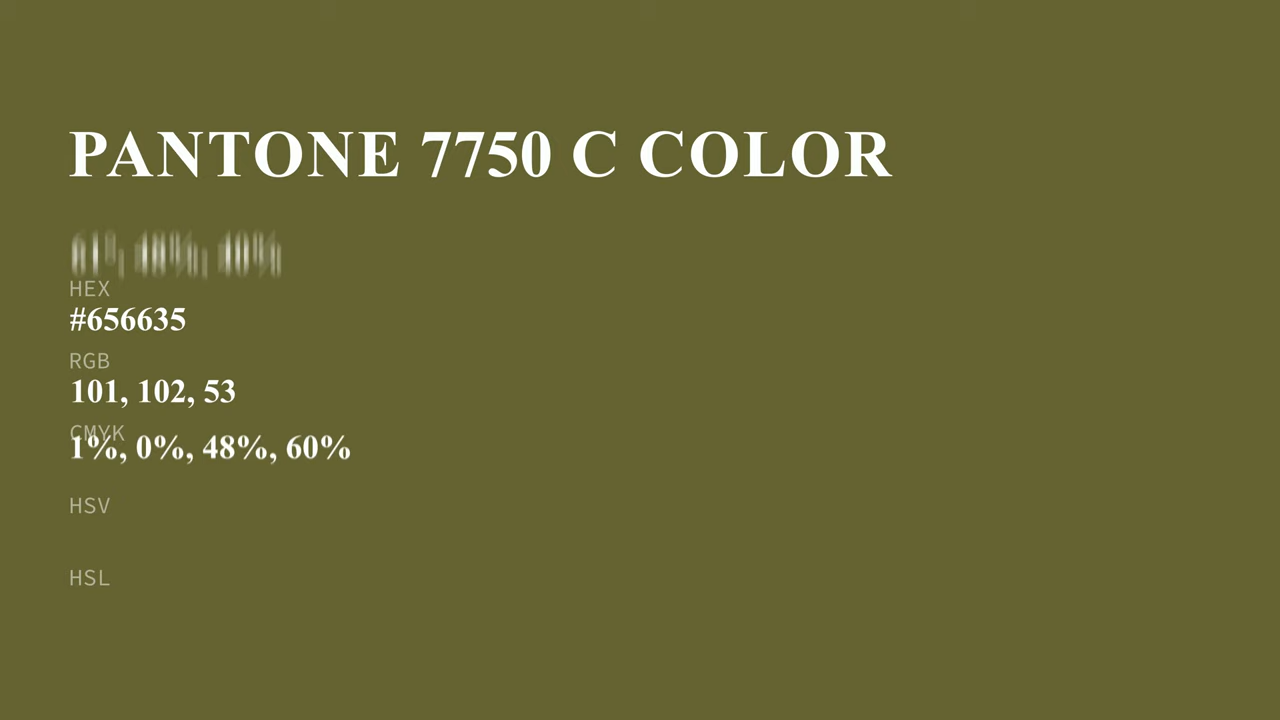 PANTONE 7750 C COLOR
HEX
#656635
RGB
101, 102, 53
CMYK
1%, 0%, 48%, 60%
HSV
HSL